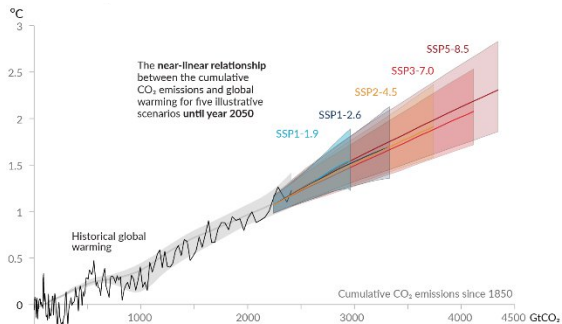 °C
3
2.5
2
1.5
1
0.5
0
The near-linear relationship
between the cumulative
CO₂ emissions and global
warming for five illustrative
scenarios until year 2050
SSP5-8.5
SSP3-7.0
SSP2-4.5
SSP1-2.6
SSP1-1.9
Historical global
warming
Cumulative CO₂ emissions since 1850
1000 2000 3000 4000 4500 GtCO₂